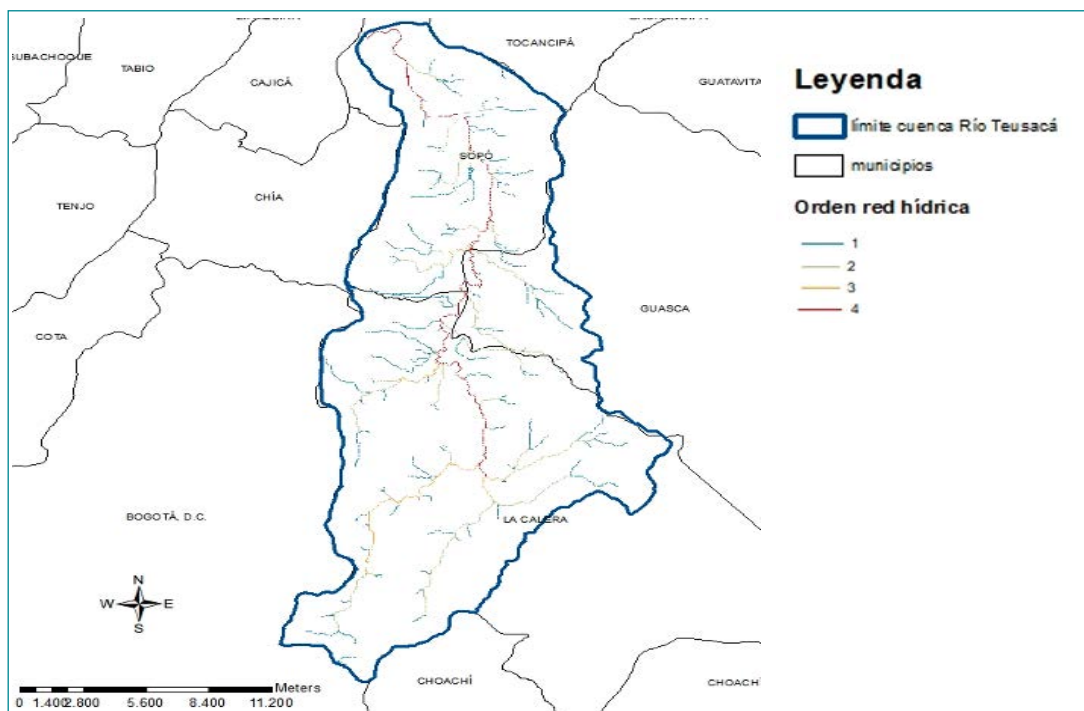 TOCANCIPÁ
SUBACHOQUE
TABIO
CAJICÁ
GUATAVITA
SOPÓ
CHÍA
TENJO
GUASCA
COTA
BOGOTÁ, D.C.
LA CALERA
CHOACHÍ
CHOACHÍ
N
W E
S
Meters
0 1.400 2.800 5.600 8.400 11.200
Leyenda
límite cuenca Río Teusacá
municipios
Orden red hídrica
1
2
3
4